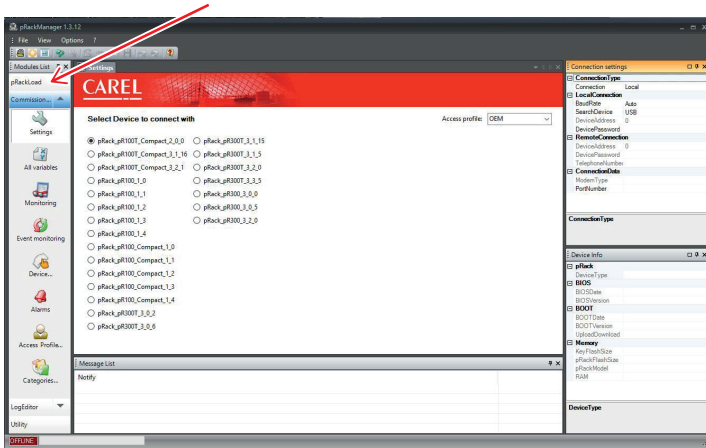 pRackManager 1.3.12
File View Options ?
Modules List
pRackLoad
Commission...
Settings
All variables
Monitoring
Event monitoring
Device...
Alarms
Access Profile...
Categories...
LogEditor
Utility
OFFLINE
Settings
CAREL
Select Device to connect with
Access profile: OEM
pRack_pR100T_Compact_2_0_0 pRack_pR300T_3_1_15
pRack_pR100T_Compact_3_1_16 pRack_pR300T_3_1_5
pRack_pR100T_Compact_3_2_1 pRack_pR300T_3_2_0
pRack_pR100_1_0 pRack_pR300T_3_3_5
pRack_pR100_1_1 pRack_pR300_3_0_0
pRack_pR100_1_2 pRack_pR300_3_0_5
pRack_pR100_1_3 pRack_pR300_3_2_0
pRack_pR100_1_4
pRack_pR100_Compact_1_0
pRack_pR100_Compact_1_1
pRack_pR100_Compact_1_2
pRack_pR100_Compact_1_3
pRack_pR100_Compact_1_4
pRack_pR300T_3_0_2
pRack_pR300T_3_0_6
Message List
Notify
Connection settings
ConnectionType
Connection Local
LocalConnection
BaudRate Auto
SearchDevice USB
DeviceAddress 0
DevicePassword
RemoteConnection
DeviceAddress 0
DevicePassword
TelephoneNumber
ConnectionData
ModemType
PortNumber
ConnectionType
Device Info
pRack
DeviceType
BIOS
BIOSDate
BIOSVersion
BOOT
BOOTDate
BOOTVersion
UploadDownload
Memory
KeyFlashSize
pRackFlashSize
pRackModel
RAM
DeviceType